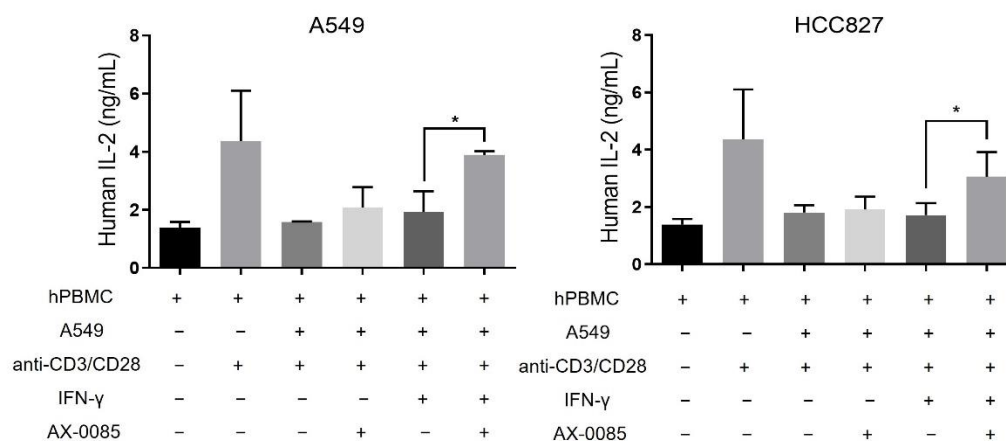 A549
Human IL-2 (ng/mL)
8
6
4
2
0
*
hPBMC + + + + + +
A549 – – + + + +
anti-CD3/CD28 – + + + + +
IFN-γ – – – – + +
AX-0085 – – – + – +
HCC827
Human IL-2 (ng/mL)
8
6
4
2
0
*
hPBMC + + + + + +
A549 – – + + + +
anti-CD3/CD28 – + + + + +
IFN-γ – – – – + +
AX-0085 – – – + – +